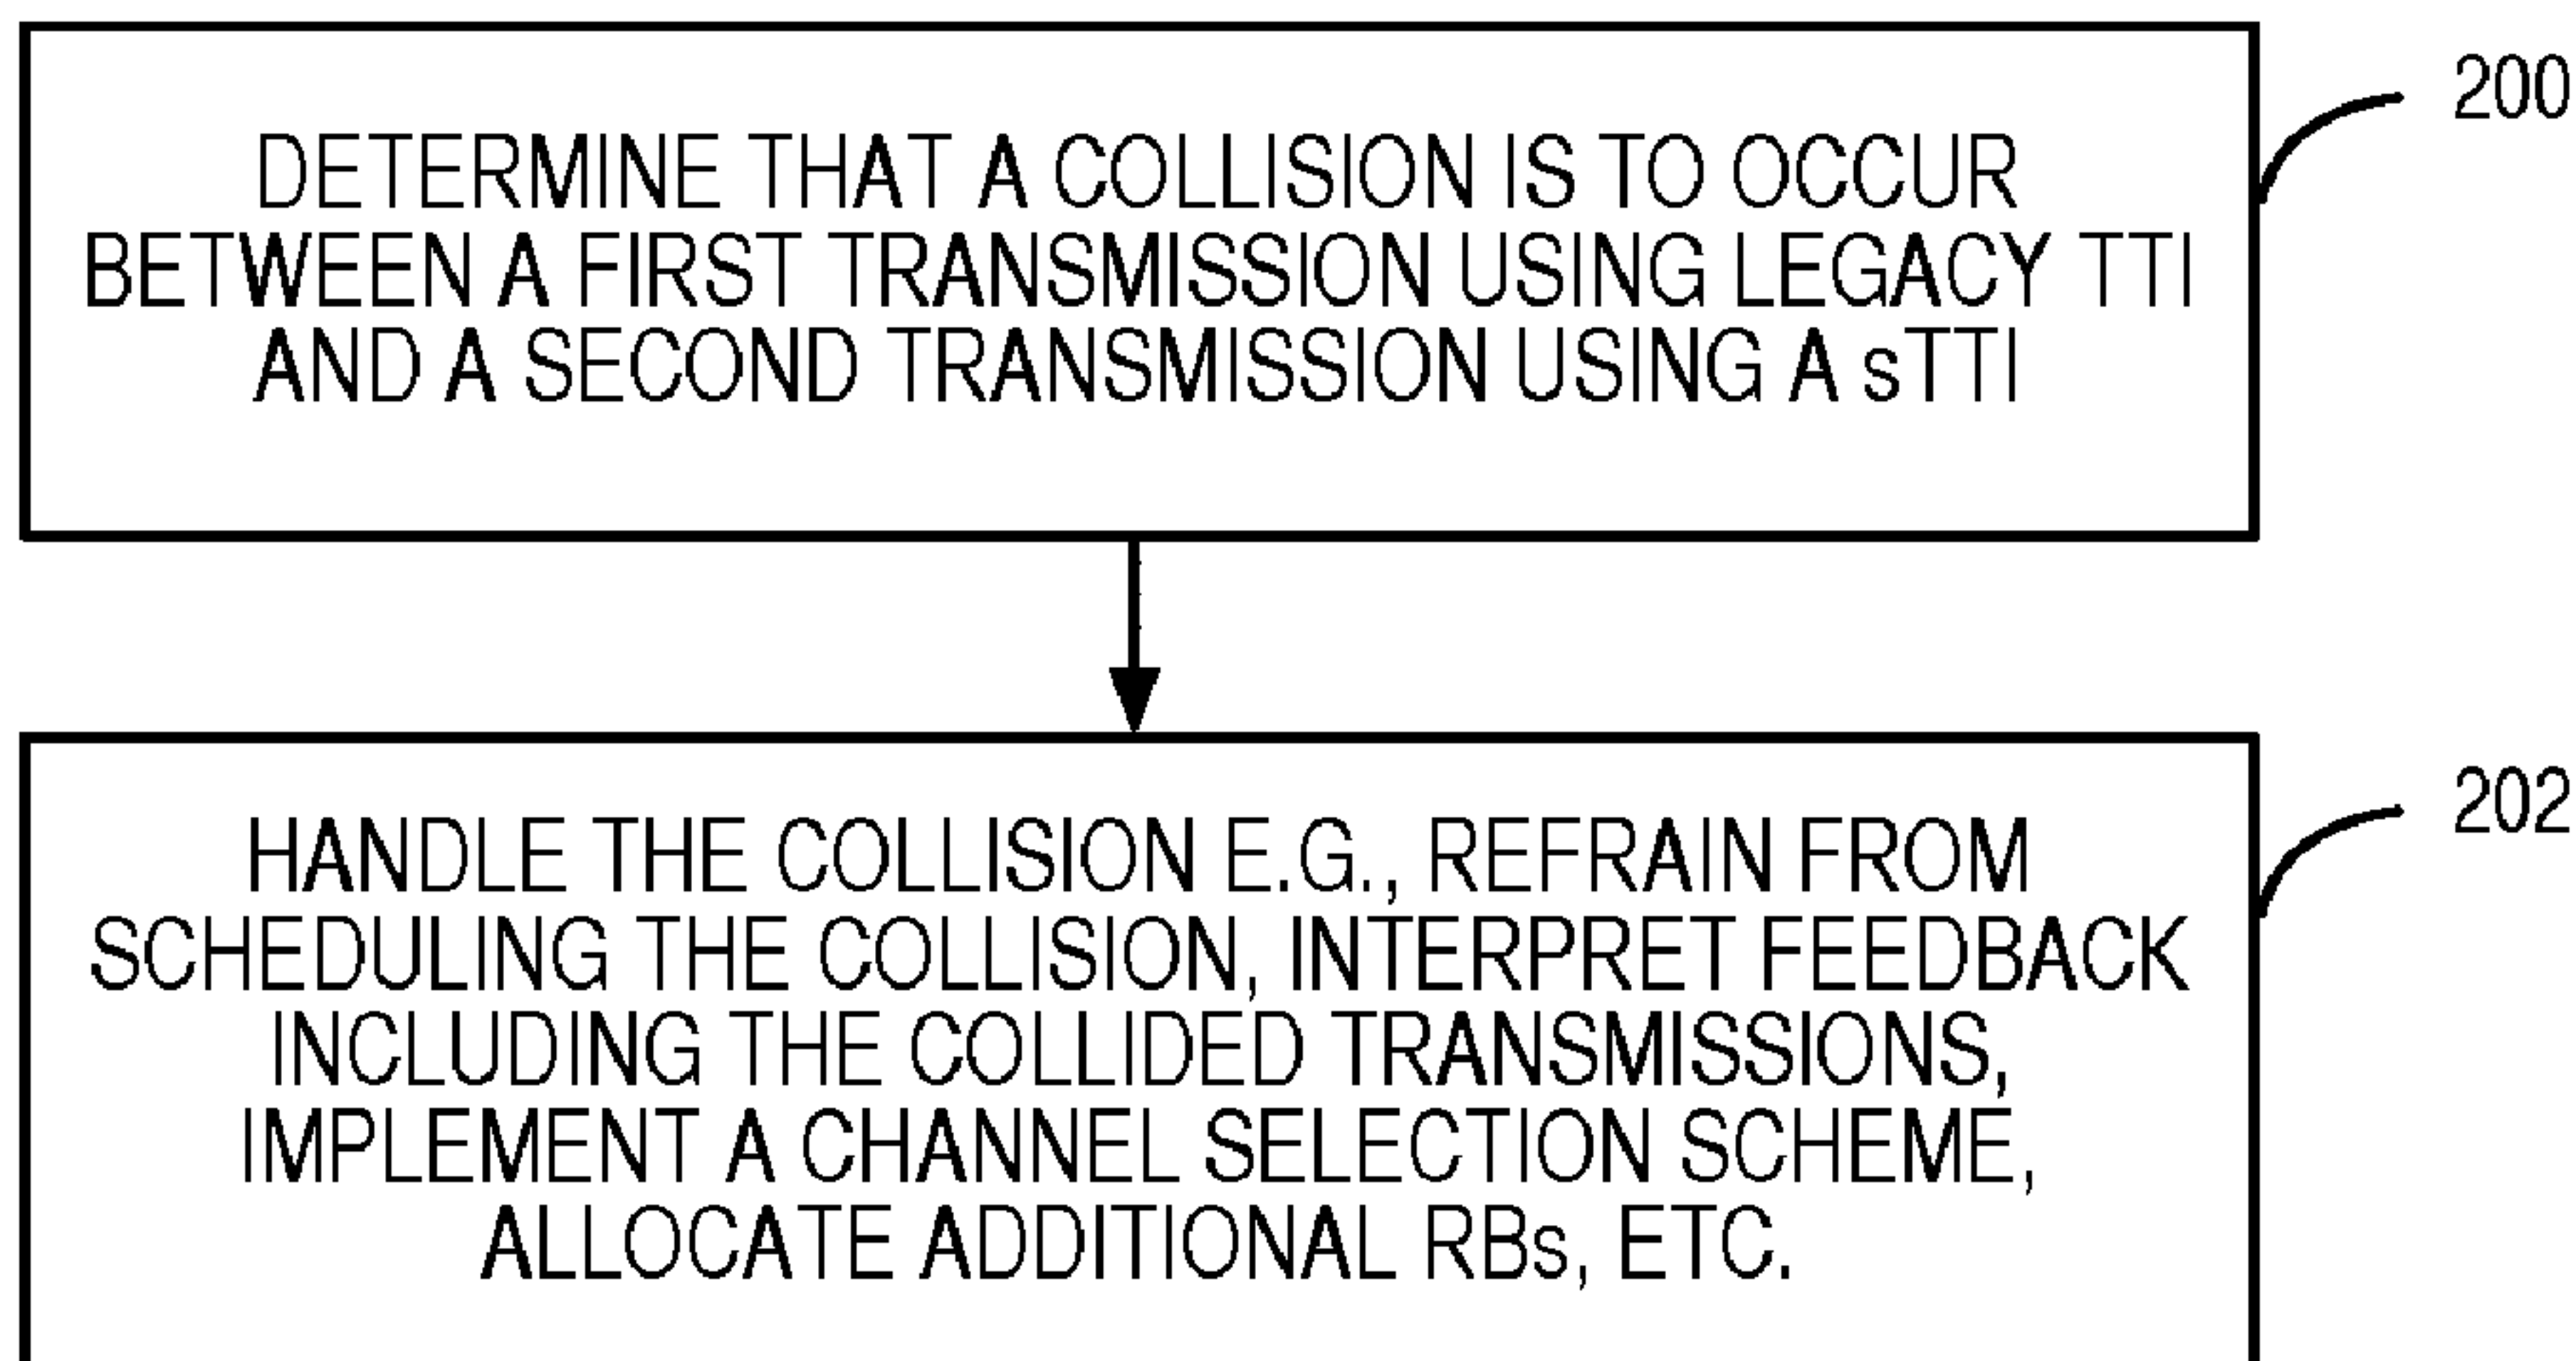 200
DETERMINE THAT A COLLISION IS TO OCCUR
BETWEEN A FIRST TRANSMISSION USING LEGACY TTI
AND A SECOND TRANSMISSION USING A sTTI
202
HANDLE THE COLLISION E.G., REFRAIN FROM
SCHEDULING THE COLLISION, INTERPRET FEEDBACK
INCLUDING THE COLLIDED TRANSMISSIONS,
IMPLEMENT A CHANNEL SELECTION SCHEME,
ALLOCATE ADDITIONAL RBs, ETC.